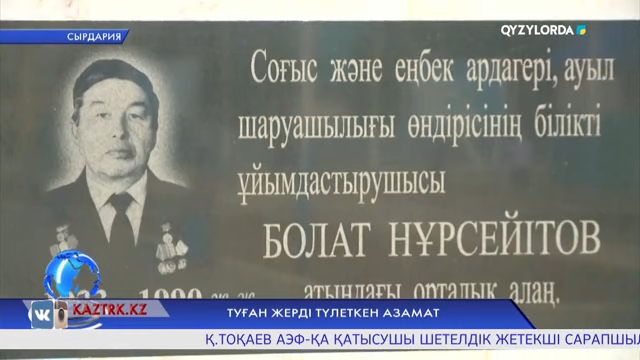 СЫРДАРИЯ
QYZYLORDA
Соғыс және еңбек ардагері, ауыл
шаруашылығы өндірісінің білікті
ұйымдастырушысы
БОЛАТ НҰРСЕЙІТОВ
атындағы орталық алаң.
KAZTRK.KZ
ТУҒАН ЖЕРДІ ТҮЛЕТКЕН АЗАМАТ
Қ.ТОҚАЕВ АЭФ-ҚА ҚАТЫСУШЫ ШЕТЕЛДІК ЖЕТЕКШІ САРАПШЫ